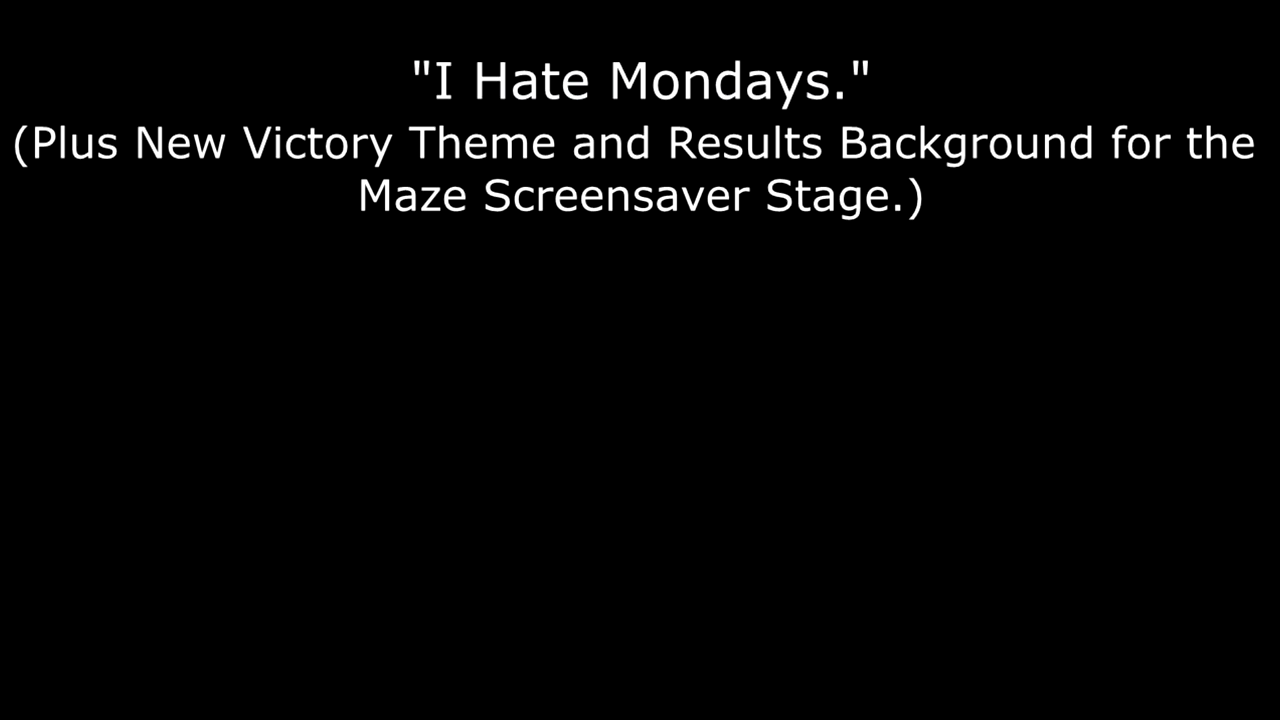 "I Hate Mondays."
(Plus New Victory Theme and Results Background for the
Maze Screensaver Stage.)